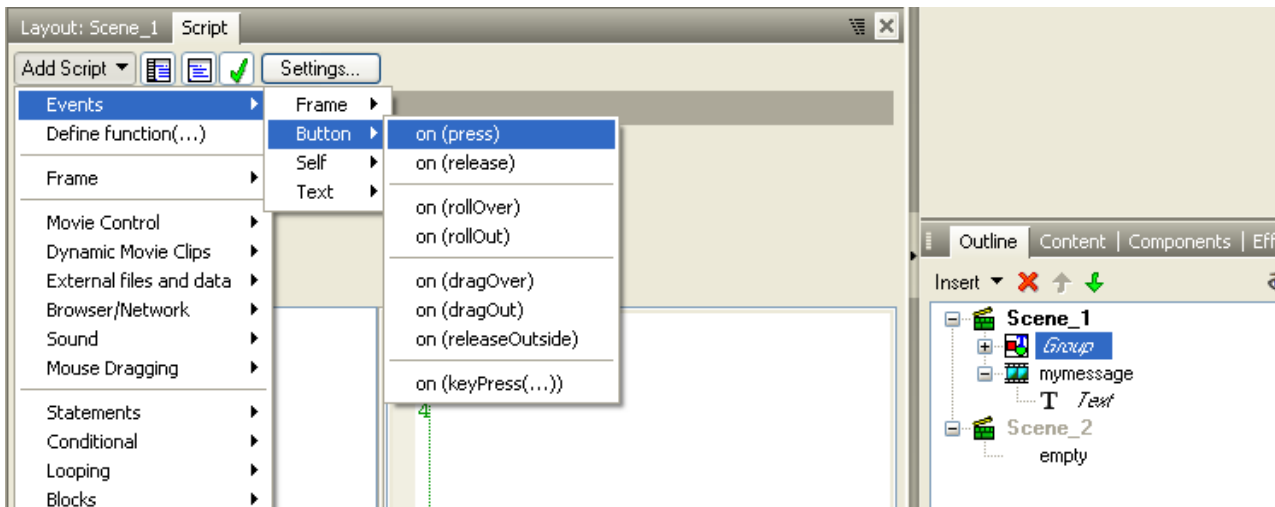 Layout: Scene_1 Script
Add Script Settings...
Events
Define function(...)
Frame
Movie Control
Dynamic Movie Clips
External files and data
Browser/Network
Sound
Mouse Dragging
Statements
Conditional
Looping
Blocks
Frame
Button
Self
Text
on (press)
on (release)
on (rollOver)
on (rollOut)
on (dragOver)
on (dragOut)
on (releaseOutside)
on (keyPress(...))
4
Outline Content | Components | Eff
Insert
Scene_1
Group
mymessage
T Text
Scene_2
empty